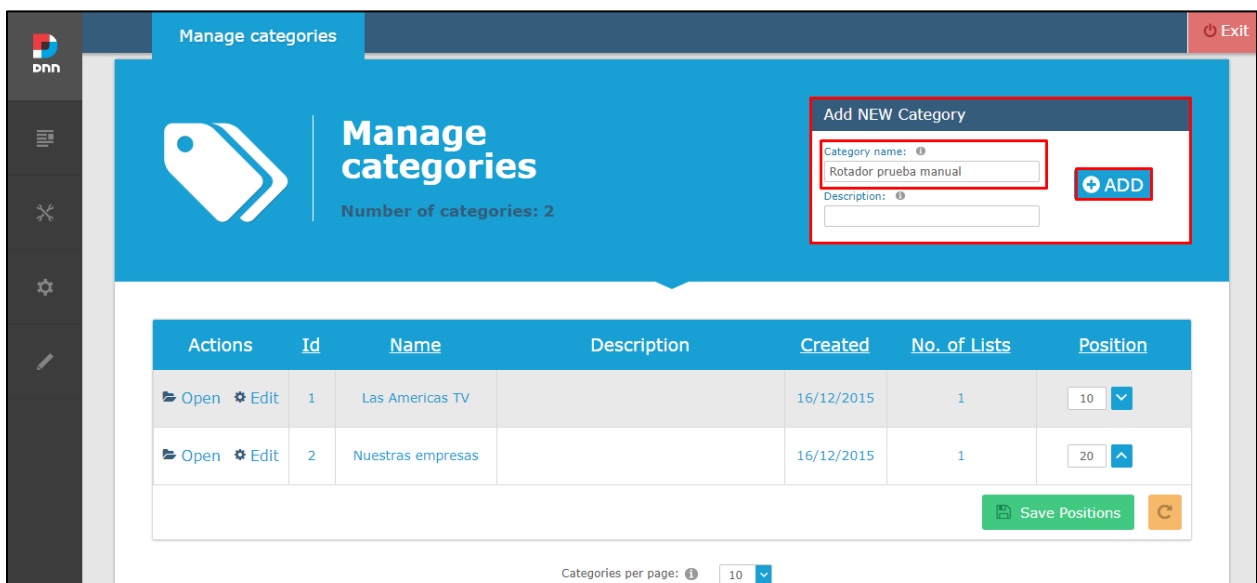 Manage categories
Exit
DNN
Manage
categories
Number of categories: 2
Add NEW Category
Category name:
Rotador prueba manual
ADD
Description:
Actions Id Name Description Created No. of Lists Position
Open Edit 1 Las Americas TV 16/12/2015 1 10
Open Edit 2 Nuestras empresas 16/12/2015 1 20
Save Positions
Categories per page: 10